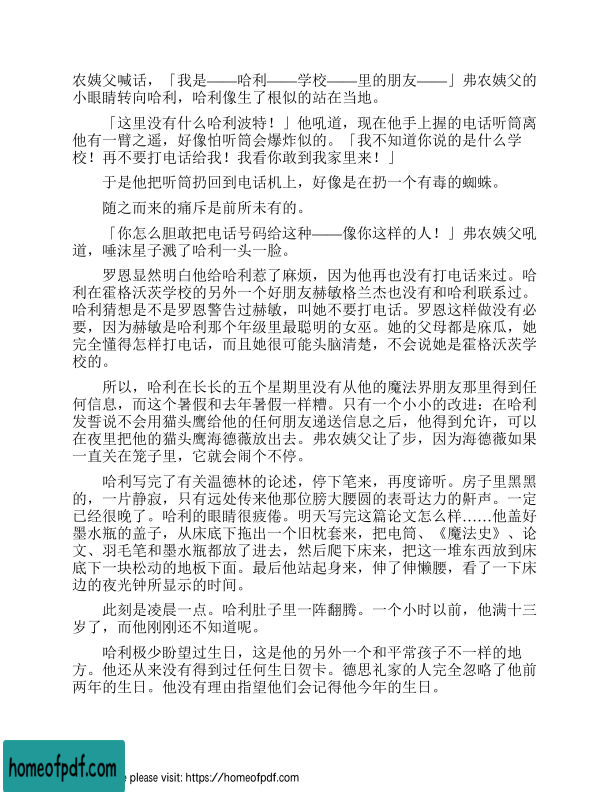 农姨父喊话，「我是——哈利——学校——里的朋友——」弗农姨父的
小眼睛转向哈利，哈利像生了根似的站在当地。
「这里没有什么哈利波特！」他吼道，现在他手上握的电话听筒离
他有一臂之遥，好像怕听筒会爆炸似的。「我不知道你说的是什么学
校！再不要打电话给我！我看你敢到我家里来！」
于是他把听筒扔回到电话机上，好像是在扔一个有毒的蜘蛛。
随之而来的痛斥是前所未有的。
「你怎么胆敢把电话号码给这种——像你这样的人！」弗农姨父吼
道，唾沫星子溅了哈利一头一脸。
罗恩显然明白他给哈利惹了麻烦，因为他再也没有打电话来过。哈
利在霍格沃茨学校的另外一个好朋友赫敏格兰杰也没有和哈利联系过。
哈利猜想是不是罗恩警告过赫敏，叫她不要打电话。罗恩这样做没有必
要，因为赫敏是哈利那个年级里最聪明的女巫。她的父母都是麻瓜，她
完全懂得怎样打电话，而且她很可能头脑清楚，不会说她是霍格沃茨学
校的。
所以，哈利在长长的五个星期里没有从他的魔法界朋友那里得到任
何信息，而这个暑假和去年暑假一样糟。只有一个小小的改进：在哈利
发誓说不会用猫头鹰给他的任何朋友递送信息之后，他得到允许，可以
在夜里把他的猫头鹰海德薇放出去。弗农姨父让了步，因为海德薇如果
一直关在笼子里，它就会闹个不停。
哈利写完了有关温德林的论述，停下笔来，再度谛听。房子里黑黑
的，一片静寂，只有远处传来他那位膀大腰圆的表哥达力的鼾声。一定
已经很晚了。哈利的眼睛很疲倦。明天写完这篇论文怎么样……他盖好
墨水瓶的盖子，从床底下拖出一个旧枕套来，把电筒、《魔法史》、论
文、羽毛笔和墨水瓶都放了进去，然后爬下床来，把这一堆东西放到床
底下一块松动的地板下面。最后他站起身来，伸了伸懒腰，看了一下床
边的夜光钟所显示的时间。
此刻是凌晨一点。哈利肚子里一阵翻腾。一个小时以前，他满十三
岁了，而他刚刚还不知道呢。
哈利极少盼望过生日，这是他的另外一个和平常孩子不一样的地
方。他还从来没有得到过任何生日贺卡。德思礼家的人完全忽略了他前
两年的生日。他没有理由指望他们会记得他今年的生日。
homeofpdf.com
e please visit: https://homeofpdf.com